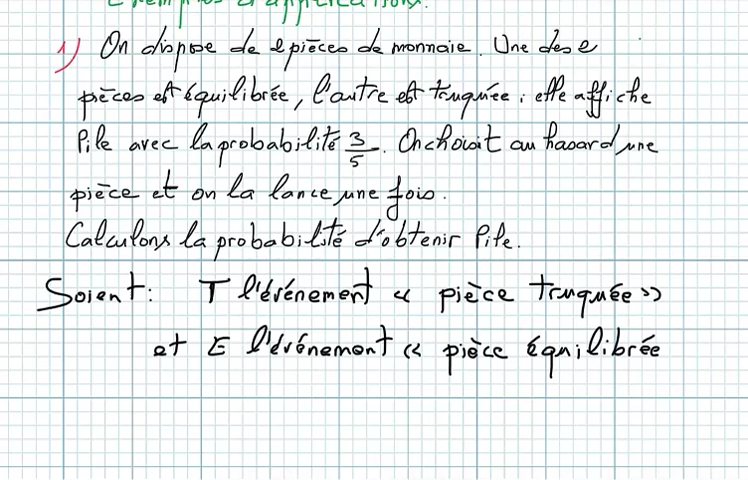 Exemples d'applications.
1) On dispose de 2 pièces de monnaie. Une des 2
pièces est équilibrée, l'autre est truquée : elle affiche
Pile avec la probabilité 3/5. On choisit au hasard une
pièce et on la lance une fois.
Calculons la probabilité d'obtenir Pile.
Soient : T l'événement « pièce truquée »
et E l'événement « pièce équilibrée